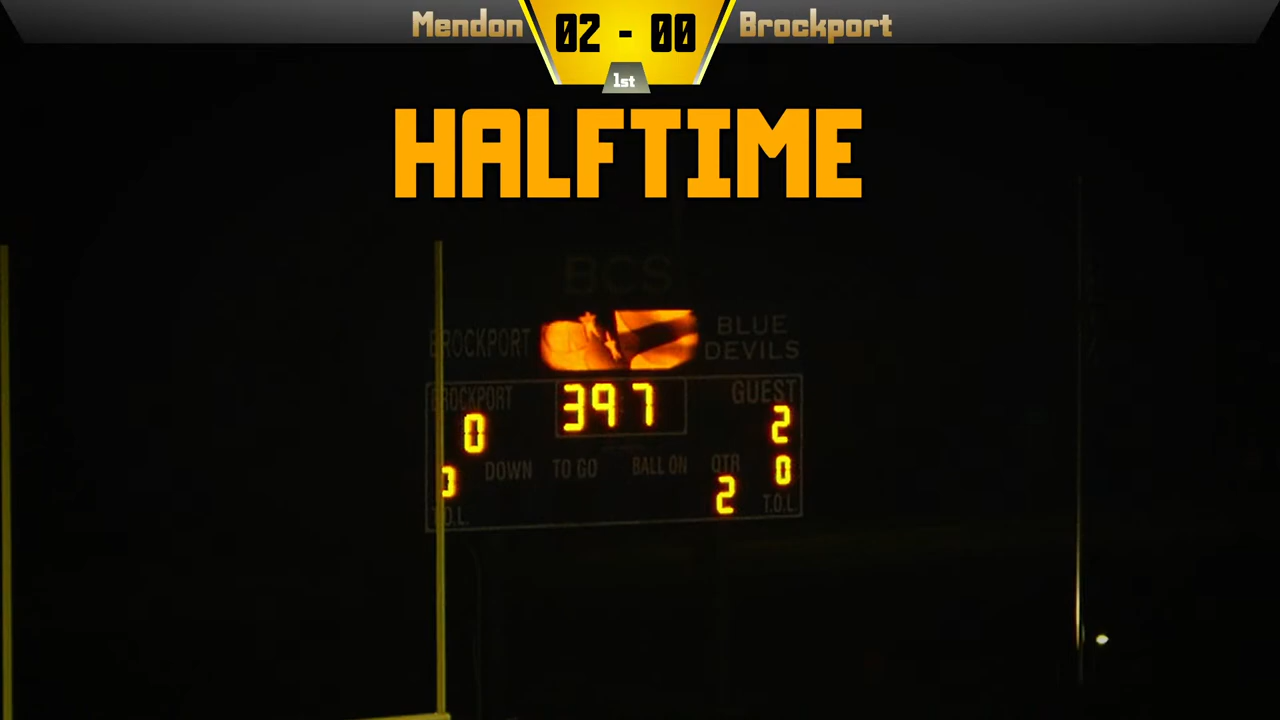 Mendon 02 - 00 Brockport
1st
HALFTIME
BCS
BROCKPORT
BLUE
DEVILS
BROCKPORT 397 GUEST
0 2
DOWN TO GO BALL ON QTR 0
2
T.O.L. T.O.L.